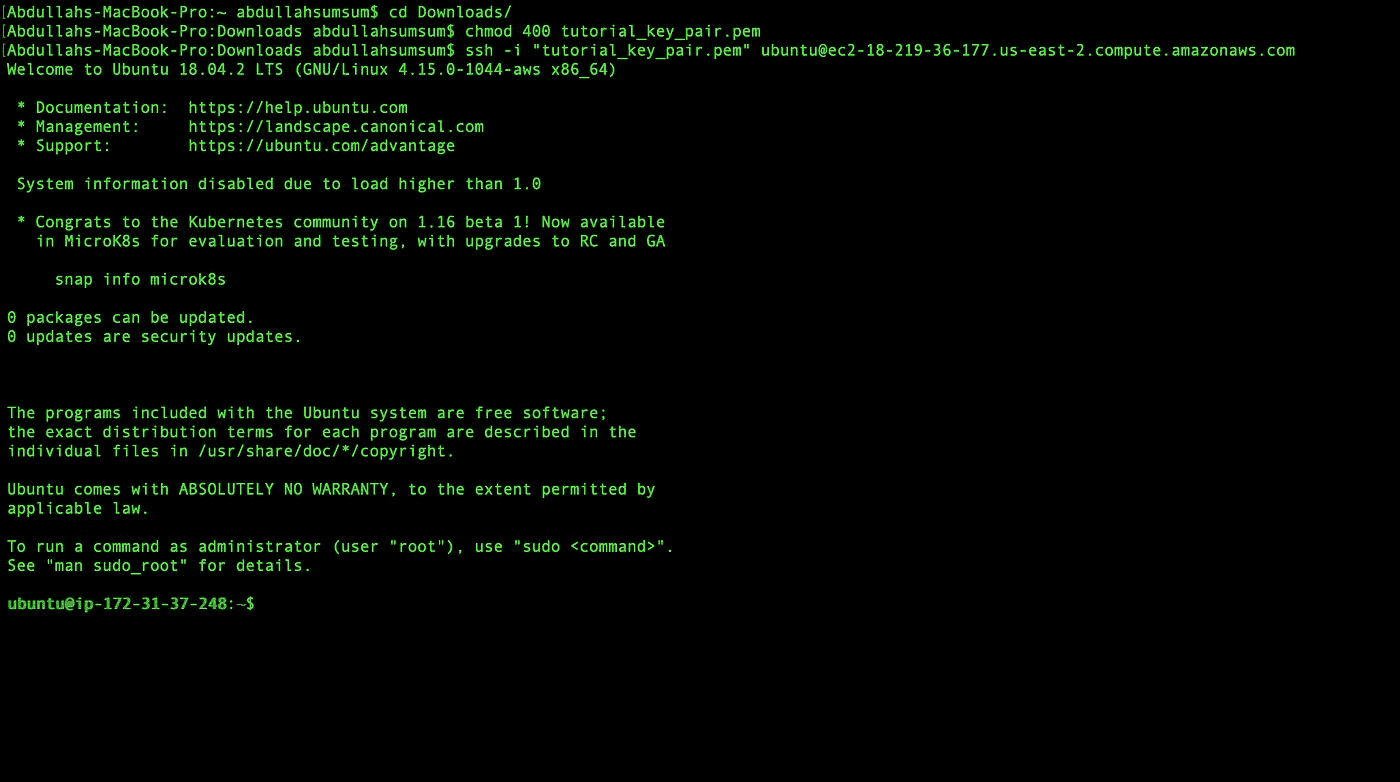 [Abdullahs-MacBook-Pro:~ abdullahsumsum$ cd Downloads/
[Abdullahs-MacBook-Pro:Downloads abdullahsumsum$ chmod 400 tutorial_key_pair.pem
[Abdullahs-MacBook-Pro:Downloads abdullahsumsum$ ssh -i "tutorial_key_pair.pem" ubuntu@ec2-18-219-36-177.us-east-2.compute.amazonaws.com
Welcome to Ubuntu 18.04.2 LTS (GNU/Linux 4.15.0-1044-aws x86_64)
* Documentation:  https://help.ubuntu.com
* Management:     https://landscape.canonical.com
* Support:        https://ubuntu.com/advantage
System information disabled due to load higher than 1.0
* Congrats to the Kubernetes community on 1.16 beta 1! Now available
in MicroK8s for evaluation and testing, with upgrades to RC and GA
snap info microk8s
0 packages can be updated.
0 updates are security updates.
The programs included with the Ubuntu system are free software;
the exact distribution terms for each program are described in the
individual files in /usr/share/doc/*/copyright.
Ubuntu comes with ABSOLUTELY NO WARRANTY, to the extent permitted by
applicable law.
To run a command as administrator (user "root"), use "sudo <command>".
See "man sudo_root" for details.
ubuntu@ip-172-31-37-248:~$